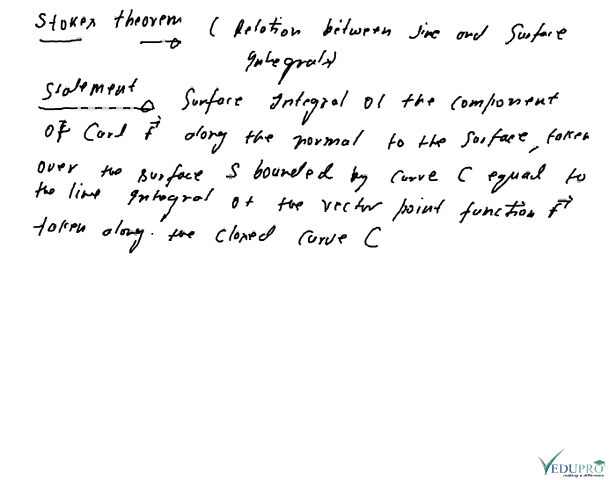 Stokes theorem → ( Relation between line and Surface
Integrals)
Statement → Surface Integral of the component
of Curl F⃗ along the normal to the Surface, taken
over the surface S bounded by curve C equal to
the line Integral of the vector point function F⃗
taken along the closed curve C
VEDUPRO
making a difference